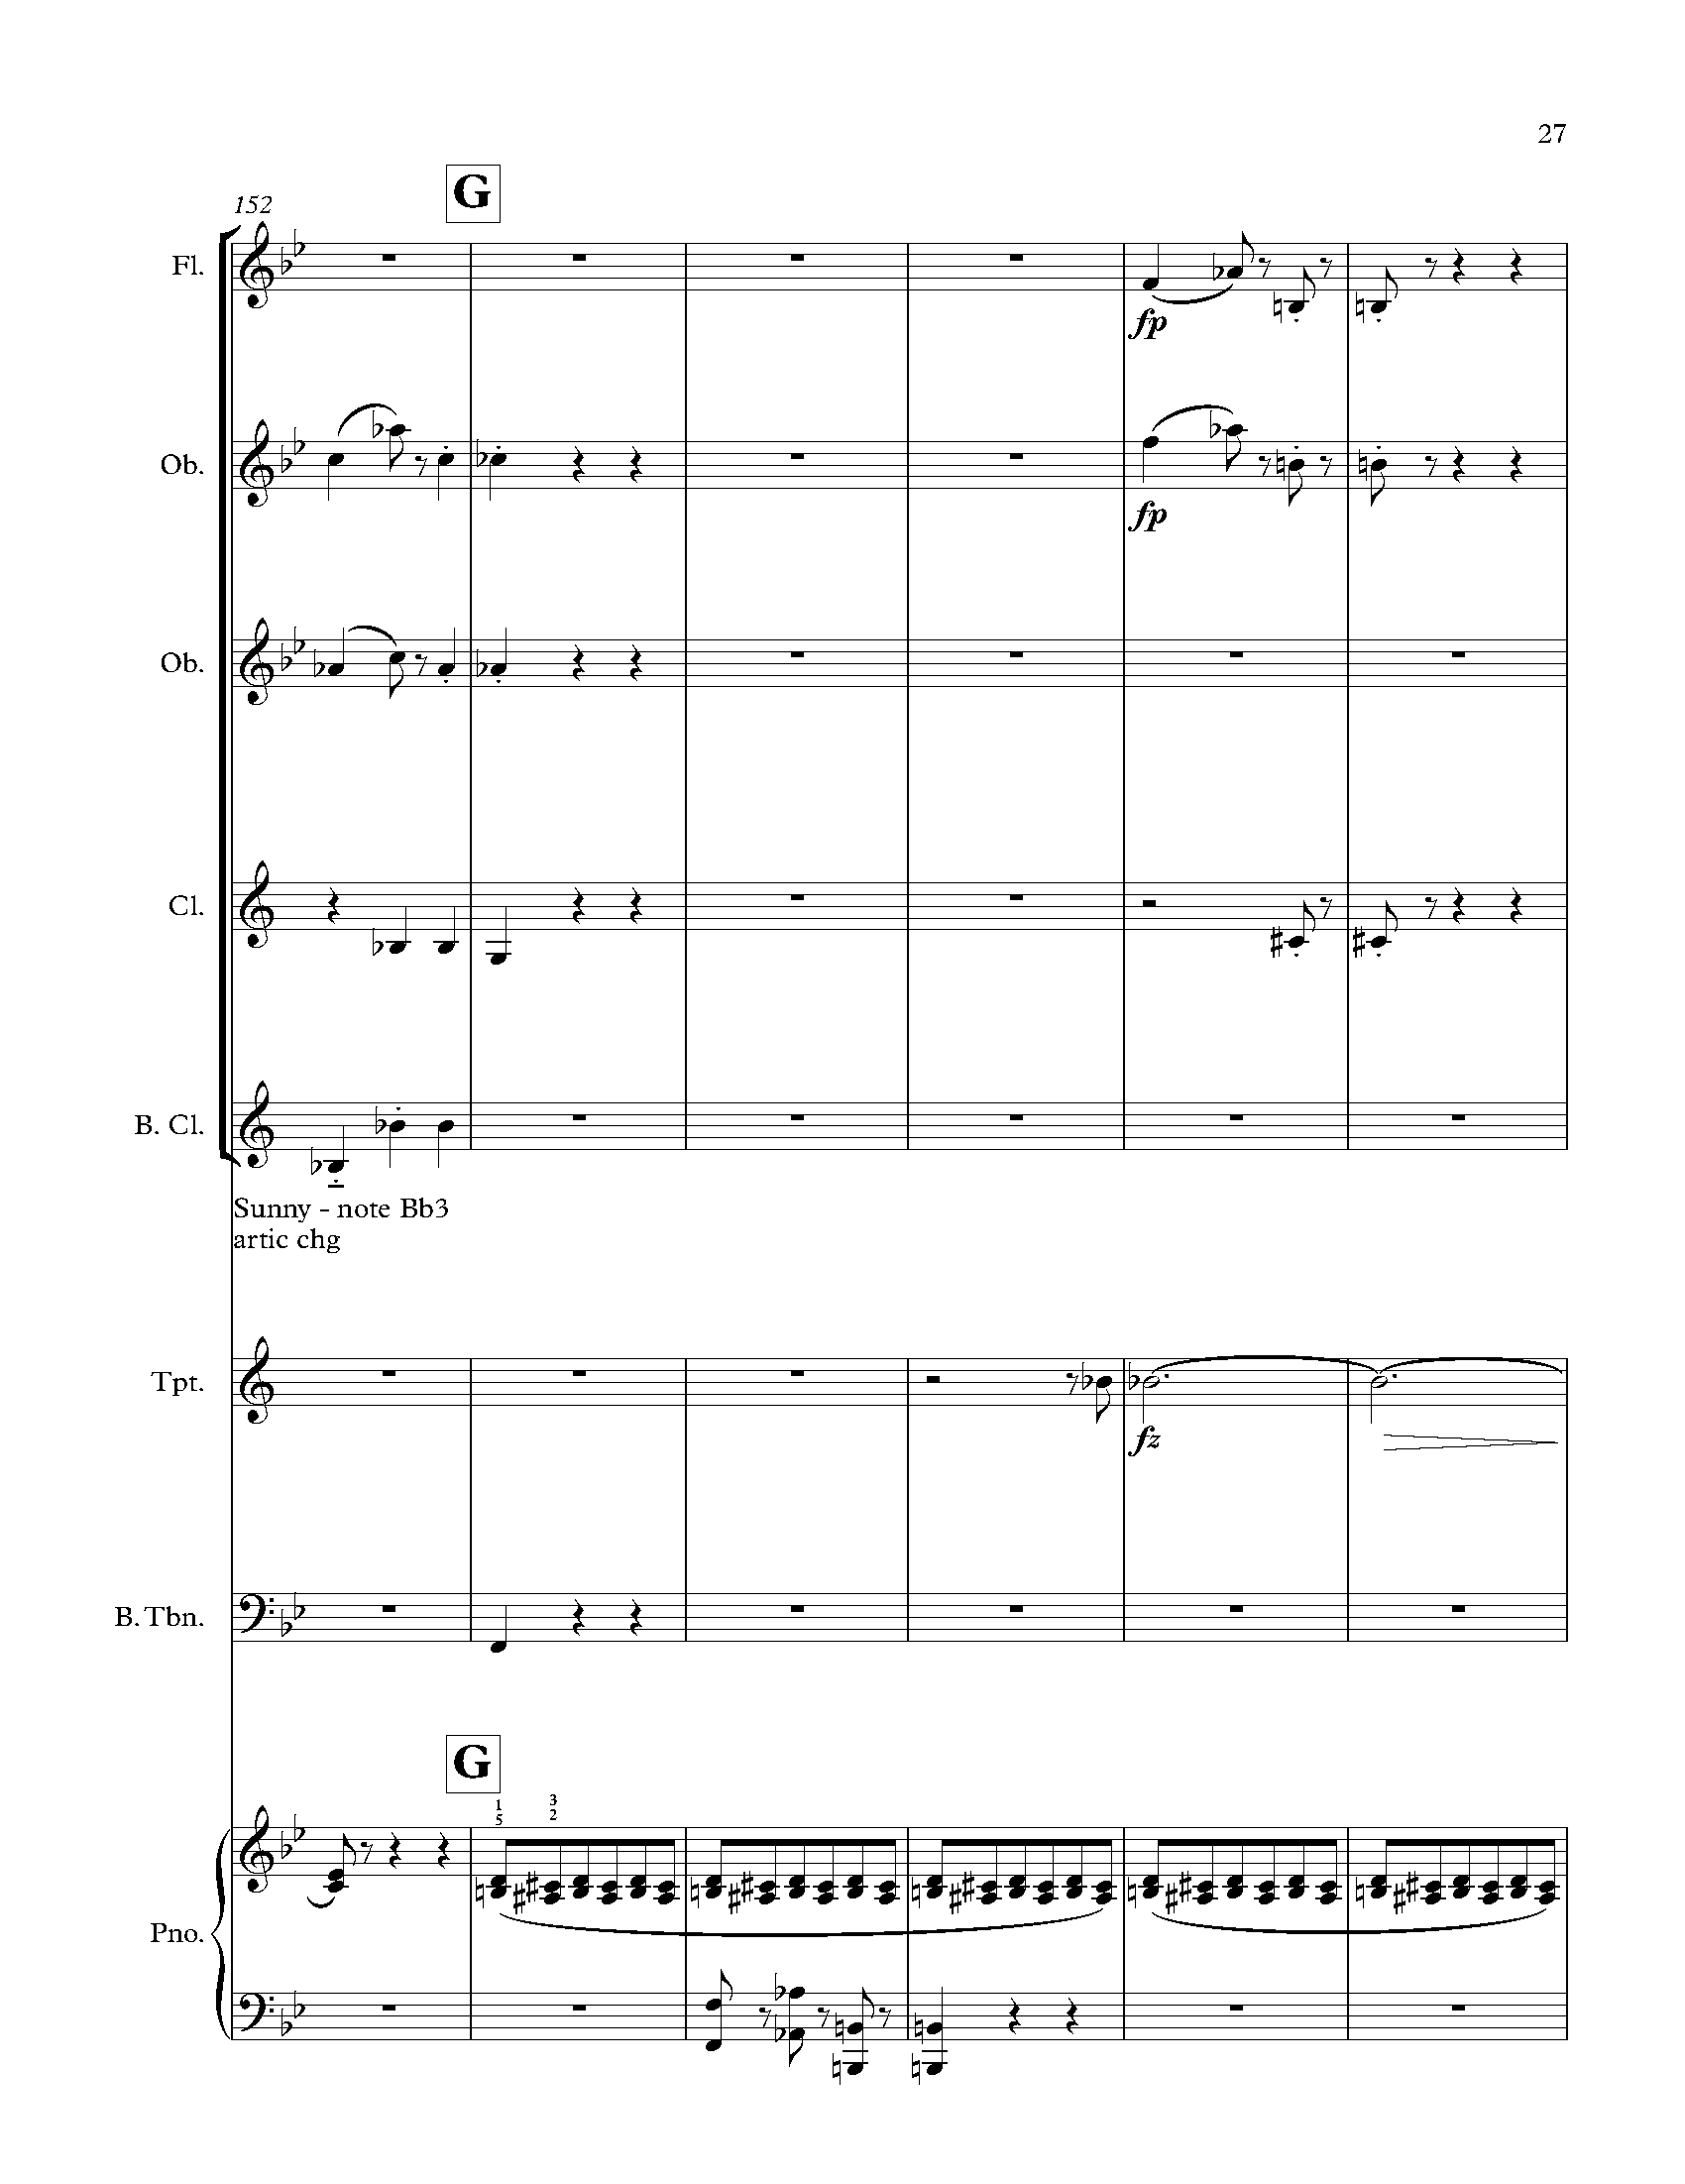 27
152
G
Fl.
fp
Ob.
fp
Ob.
Cl.
B. Cl.
Sunny - note Bb3
artic chg
Tpt.
fz
B. Tbn.
G
1 3
5 2
Pno.